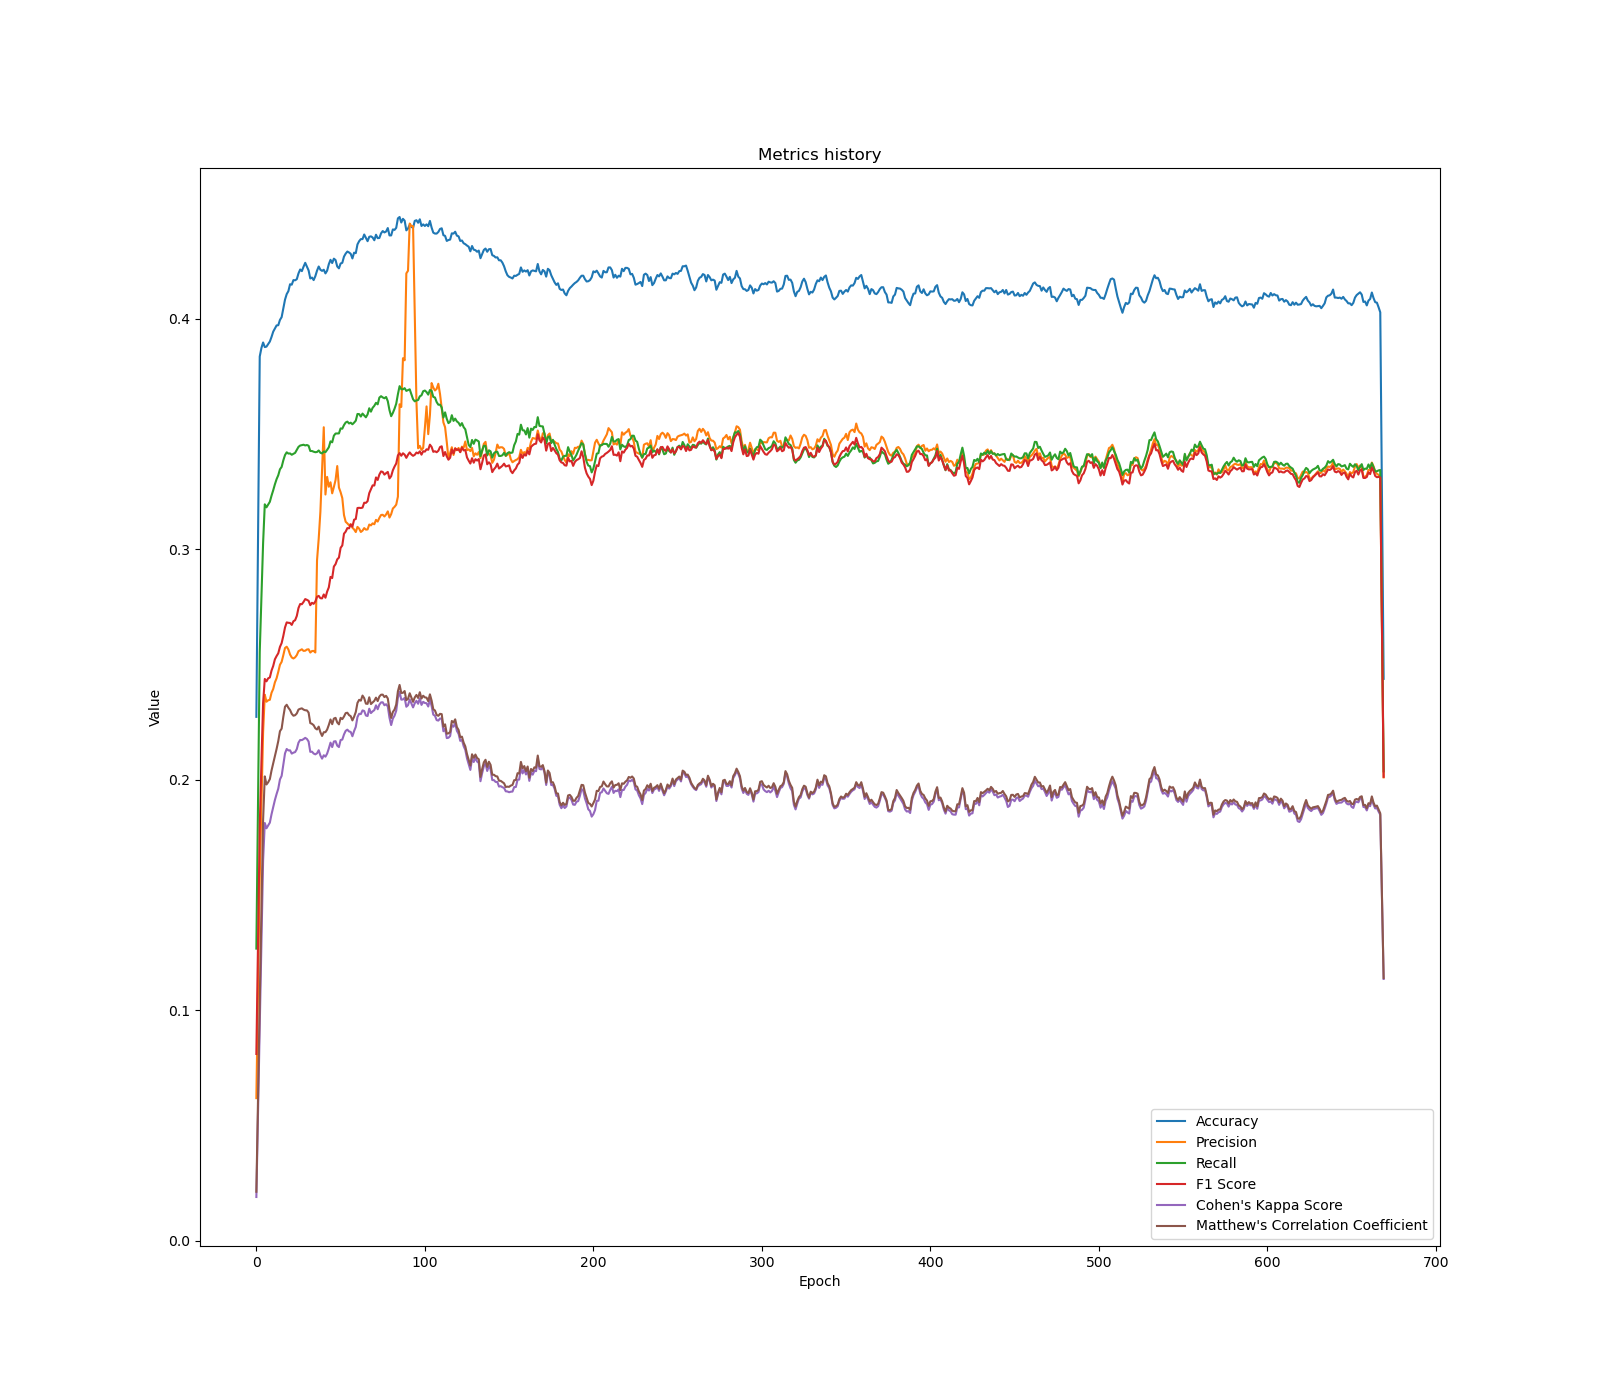 Metrics history
Value
0.4
0.3
0.2
0.1
0.0
0 100 200 300 400 500 600 700
Epoch
Accuracy
Precision
Recall
F1 Score
Cohen's Kappa Score
Matthew's Correlation Coefficient